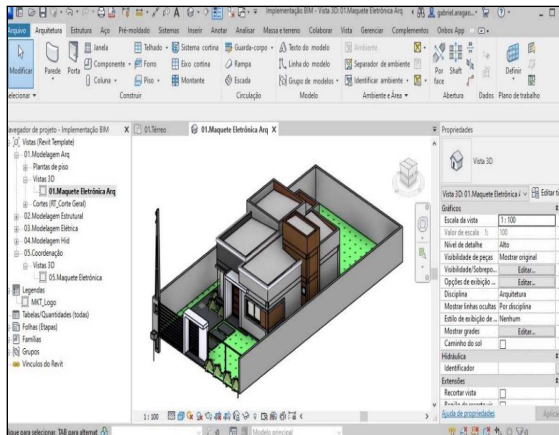 Implementação BIM - Vista 3D: 01.Maquete Eletrônica Arq
gabriel.aragao...
Arquivo Arquitetura Estrutura Aço Pré-moldado Sistemas Inserir Anotar Analisar Massa e terreno Colaborar Vista Gerenciar Complementos Onbox App
Modificar
Parede
Porta
Janela
Componente
Coluna
Telhado
Forro
Piso
Sistema cortina
Eixo cortina
Montante
Guarda-corpo
Rampa
Escada
Texto do modelo
Linha do modelo
Grupo de modelos
Ambiente
Separador de ambiente
Identificar ambiente
Por Face
Shaft
Definir
Selecionar
Construir
Circulação
Modelo
Ambiente e Área
Abertura
Dados
Plano de trabalho
avegador de projeto - Implementação BIM X
01.Térreo
01.Maquete Eletrônica Arq X
Vistas (Revit Template)
01.Modelagem Arq
Plantas de piso
Vistas 3D
01.Maquete Eletrônica Arq
Cortes (RT_Corte Geral)
02.Modelagem Estrutural
03.Modelagem Elétrica
04.Modelagem Hid
05.Coordenação
Vistas 3D
05.Maquete Eletrônica
Legendas
MKT_Logo
Tabelas/Quantidades (todas)
Folhas (Etapas)
Famílias
Grupos
Vínculos do Revit
Propriedades
Vista 3D
Vista 3D: 01.Maquete Eletrônica
Editar ti
Gráficos
Escala da vista 1 : 100
Valor de escala 1: 100
Nível de detalhe Alto
Visibilidade de peças Mostrar original
Visibilidade/Sobrepo... Editar...
Opções de exibição ... Editar...
Disciplina Arquitetura
Mostrar linhas ocultas Por disciplina
Estilo de exibição de ... Nenhum
Mostrar grades Editar...
Caminho do sol
Hidráulica
Identificador
Extensões
Recortar vista
Ajuda de propriedades
Aplica
1 : 100
ique para selecionar, TAB para alternat
Modelo principal